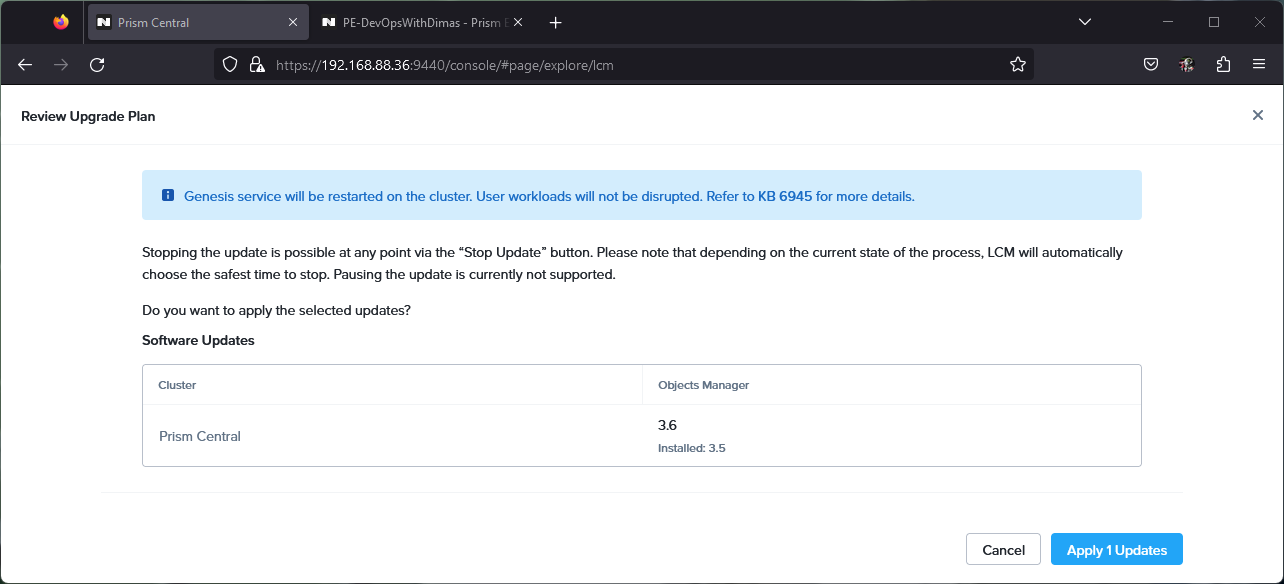 Prism Central
PE-DevOpsWithDimas - Prism E
https://192.168.88.36:9440/console/#page/explore/lcm
Review Upgrade Plan
Genesis service will be restarted on the cluster. User workloads will not be disrupted. Refer to KB 6945 for more details.
Stopping the update is possible at any point via the “Stop Update” button. Please note that depending on the current state of the process, LCM will automatically
choose the safest time to stop. Pausing the update is currently not supported.
Do you want to apply the selected updates?
Software Updates
Cluster
Objects Manager
Prism Central
3.6
Installed: 3.5
Cancel
Apply 1 Updates